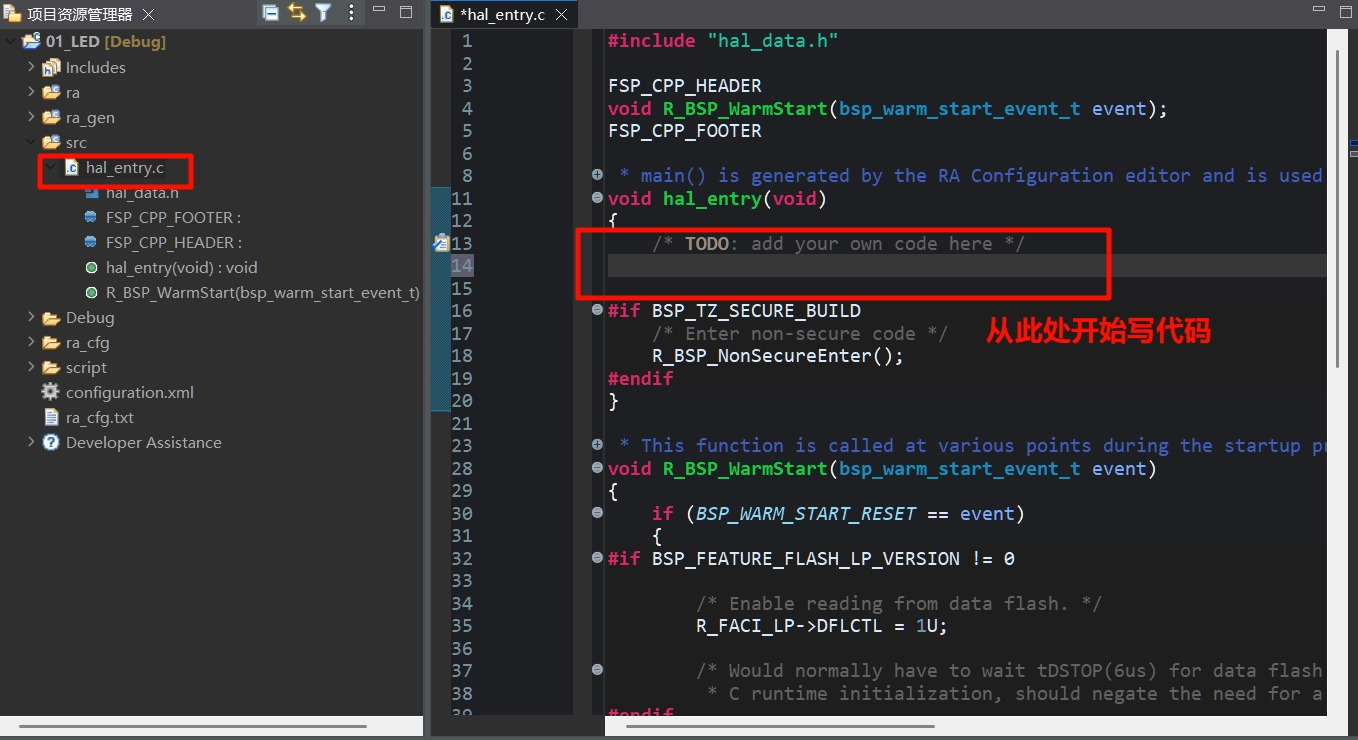 项目资源管理器
01_LED [Debug]
Includes
ra
ra_gen
src
hal_entry.c
hal_data.h
FSP_CPP_FOOTER :
FSP_CPP_HEADER :
hal_entry(void) : void
R_BSP_WarmStart(bsp_warm_start_event_t)
Debug
ra_cfg
script
configuration.xml
ra_cfg.txt
Developer Assistance
*hal_entry.c
1 #include "hal_data.h"
2
3 FSP_CPP_HEADER
4 void R_BSP_WarmStart(bsp_warm_start_event_t event);
5 FSP_CPP_FOOTER
6
8 * main() is generated by the RA Configuration editor and is used
11 void hal_entry(void)
12 {
13 /* TODO: add your own code here */
14
15
16 #if BSP_TZ_SECURE_BUILD
17 /* Enter non-secure code */
从此处开始写代码
18 R_BSP_NonSecureEnter();
19 #endif
20 }
21
23 * This function is called at various points during the startup
28 void R_BSP_WarmStart(bsp_warm_start_event_t event)
29 {
30 if (BSP_WARM_START_RESET == event)
31 {
32 #if BSP_FEATURE_FLASH_LP_VERSION != 0
33
34 /* Enable reading from data flash. */
35 R_FACI_LP->DFLCTL = 1U;
36
37 /* Would normally have to wait tDSTOP(6us) for data flash
38 * C runtime initialization, should negate the need for a
39 #endif